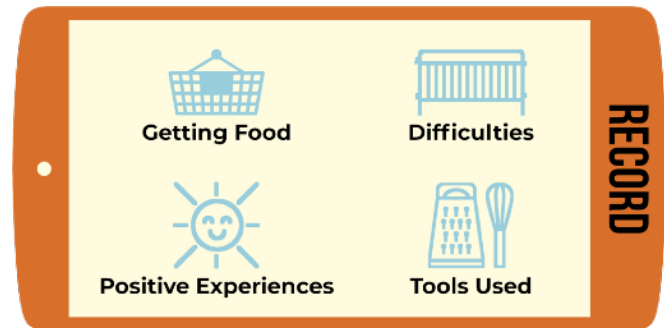 Getting Food
Difficulties
Positive Experiences
Tools Used
RECORD